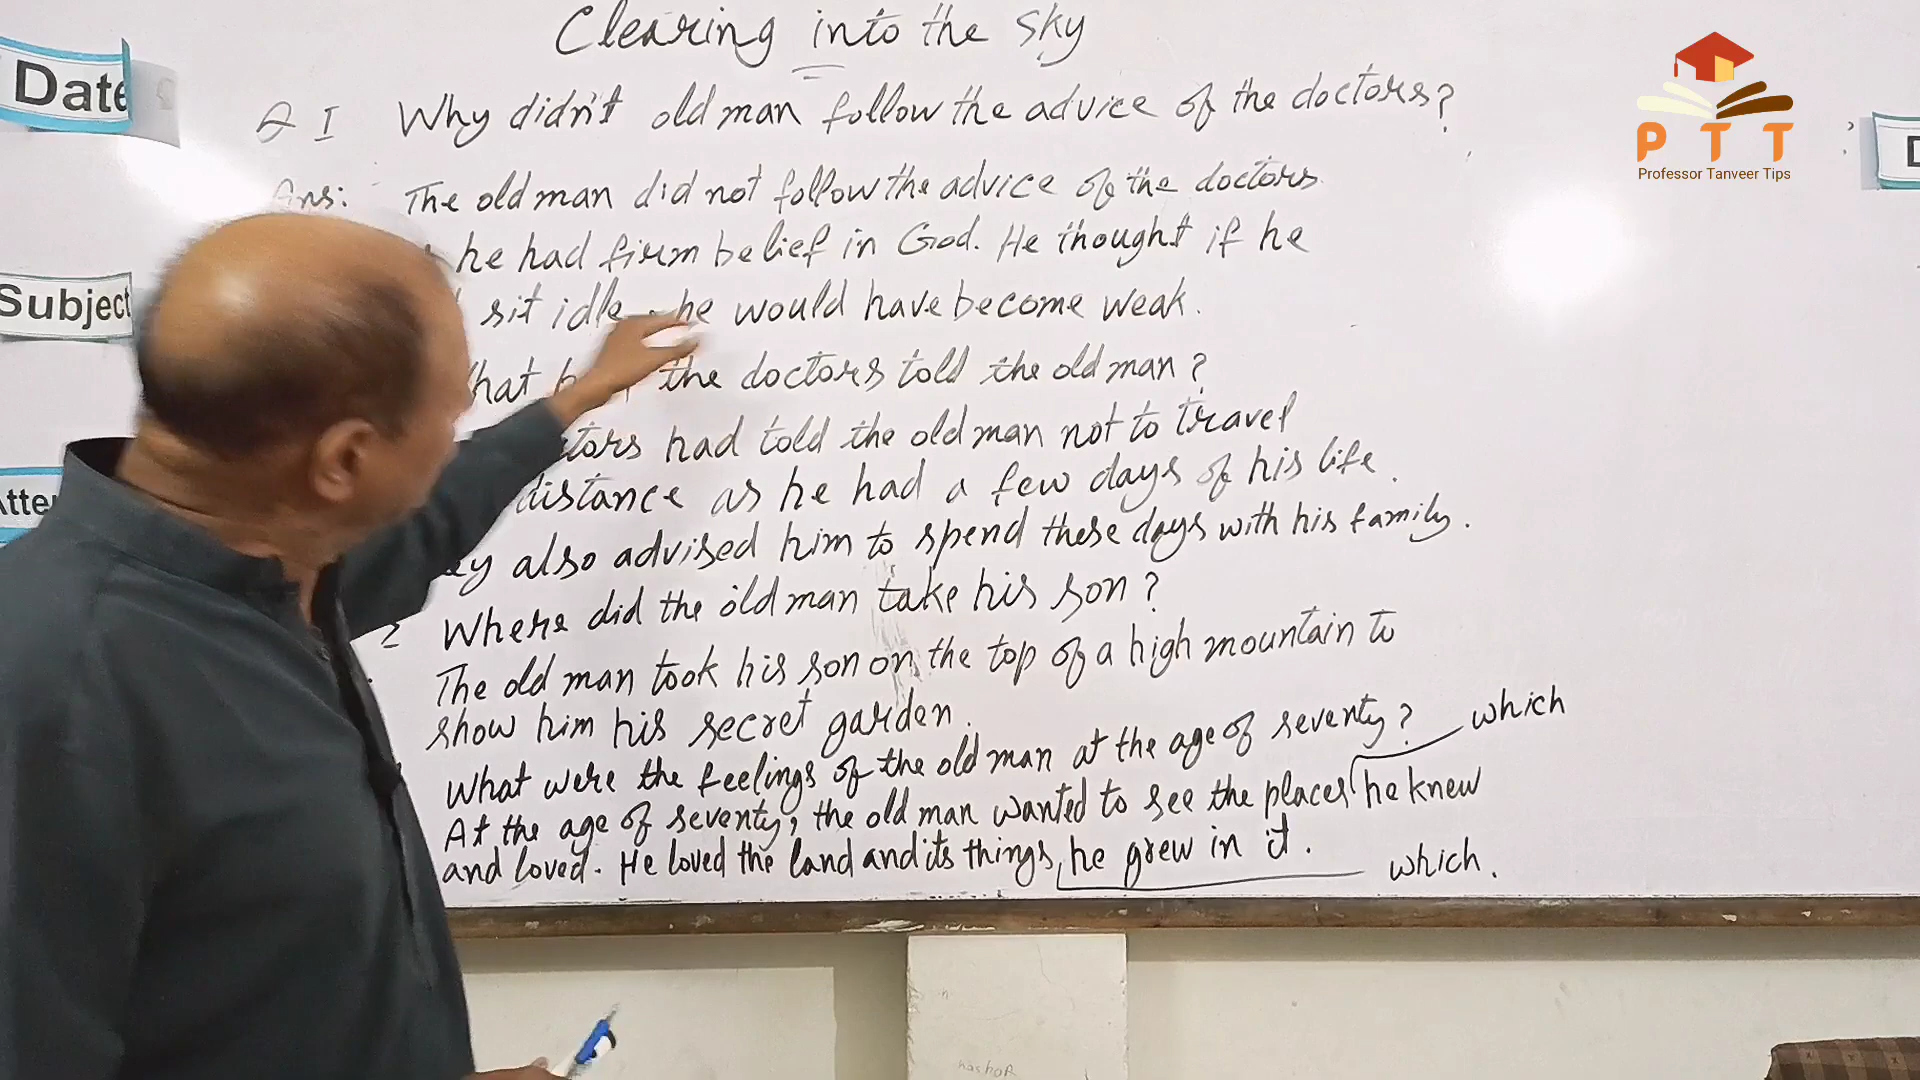 Clearing into the sky
Date
Q I Why didn't old man follow the advice of the doctors?
PTT
Professor Tanveer Tips
Ans: The old man did not follow the advice of the doctors
he had firm belief in God. He thought if he
Subject
sit idle, he would have become weak.
the doctors told the old man?
had told the old man not to travel
distance as he had a few days of his life.
also advised him to spend these days with his family.
2 Where did the old man take his son?
The old man took his son on the top of a high mountain to
show him his secret garden.
What were the feelings of the old man at the age of seventy? which
At the age of seventy, the old man wanted to see the places he knew
and loved. He loved the land and its things, he grew in it. which.